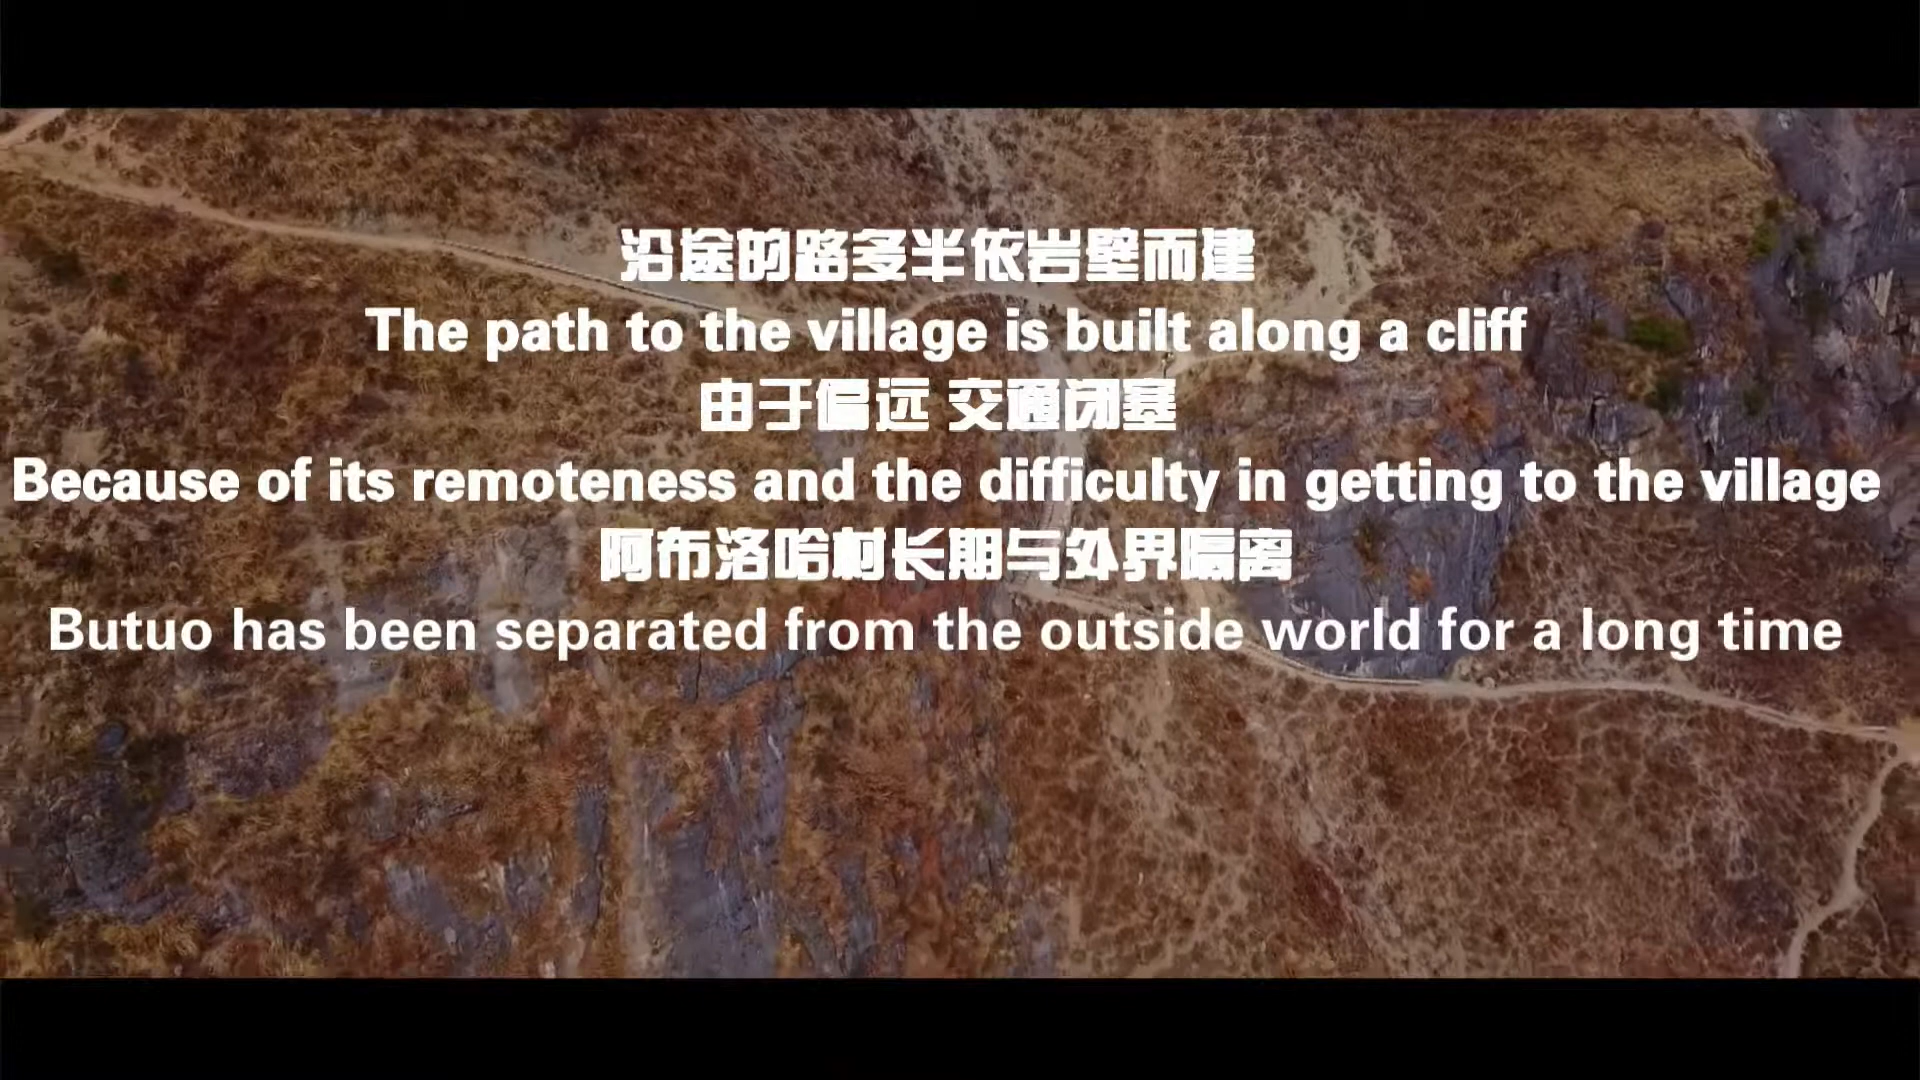 沿途的路多半依岩壁而建
The path to the village is built along a cliff
由于偏远 交通闭塞
Because of its remoteness and the difficulty in getting to the village
阿布洛哈村长期与外界隔离
Butuo has been separated from the outside world for a long time